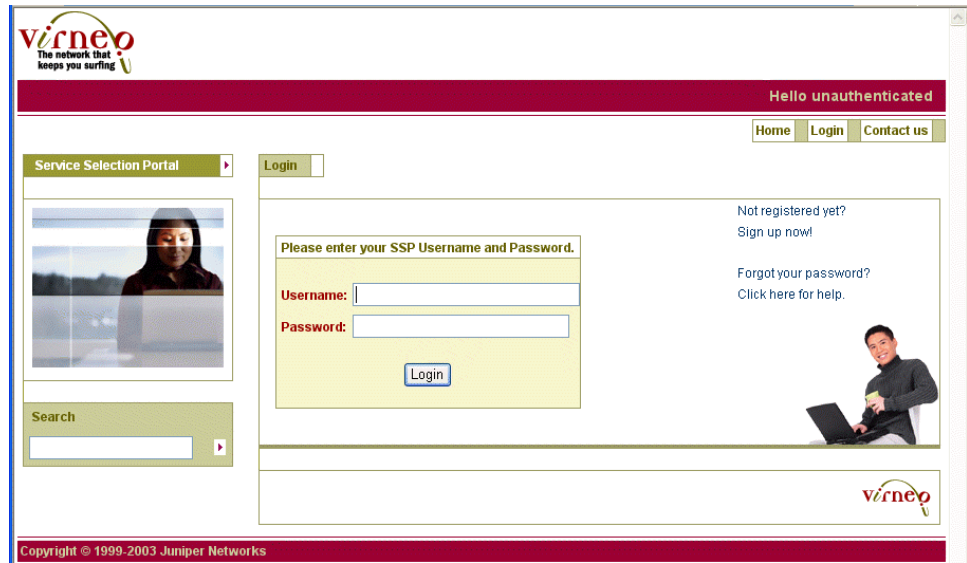 virneo
The network that
keeps you surfing
Hello unauthenticated
Home Login Contact us
Service Selection Portal
Login
Not registered yet?
Sign up now!
Please enter your SSP Username and Password.
Forgot your password?
Click here for help.
Username:
Password:
Login
Search
virneo
Copyright © 1999-2003 Juniper Networks